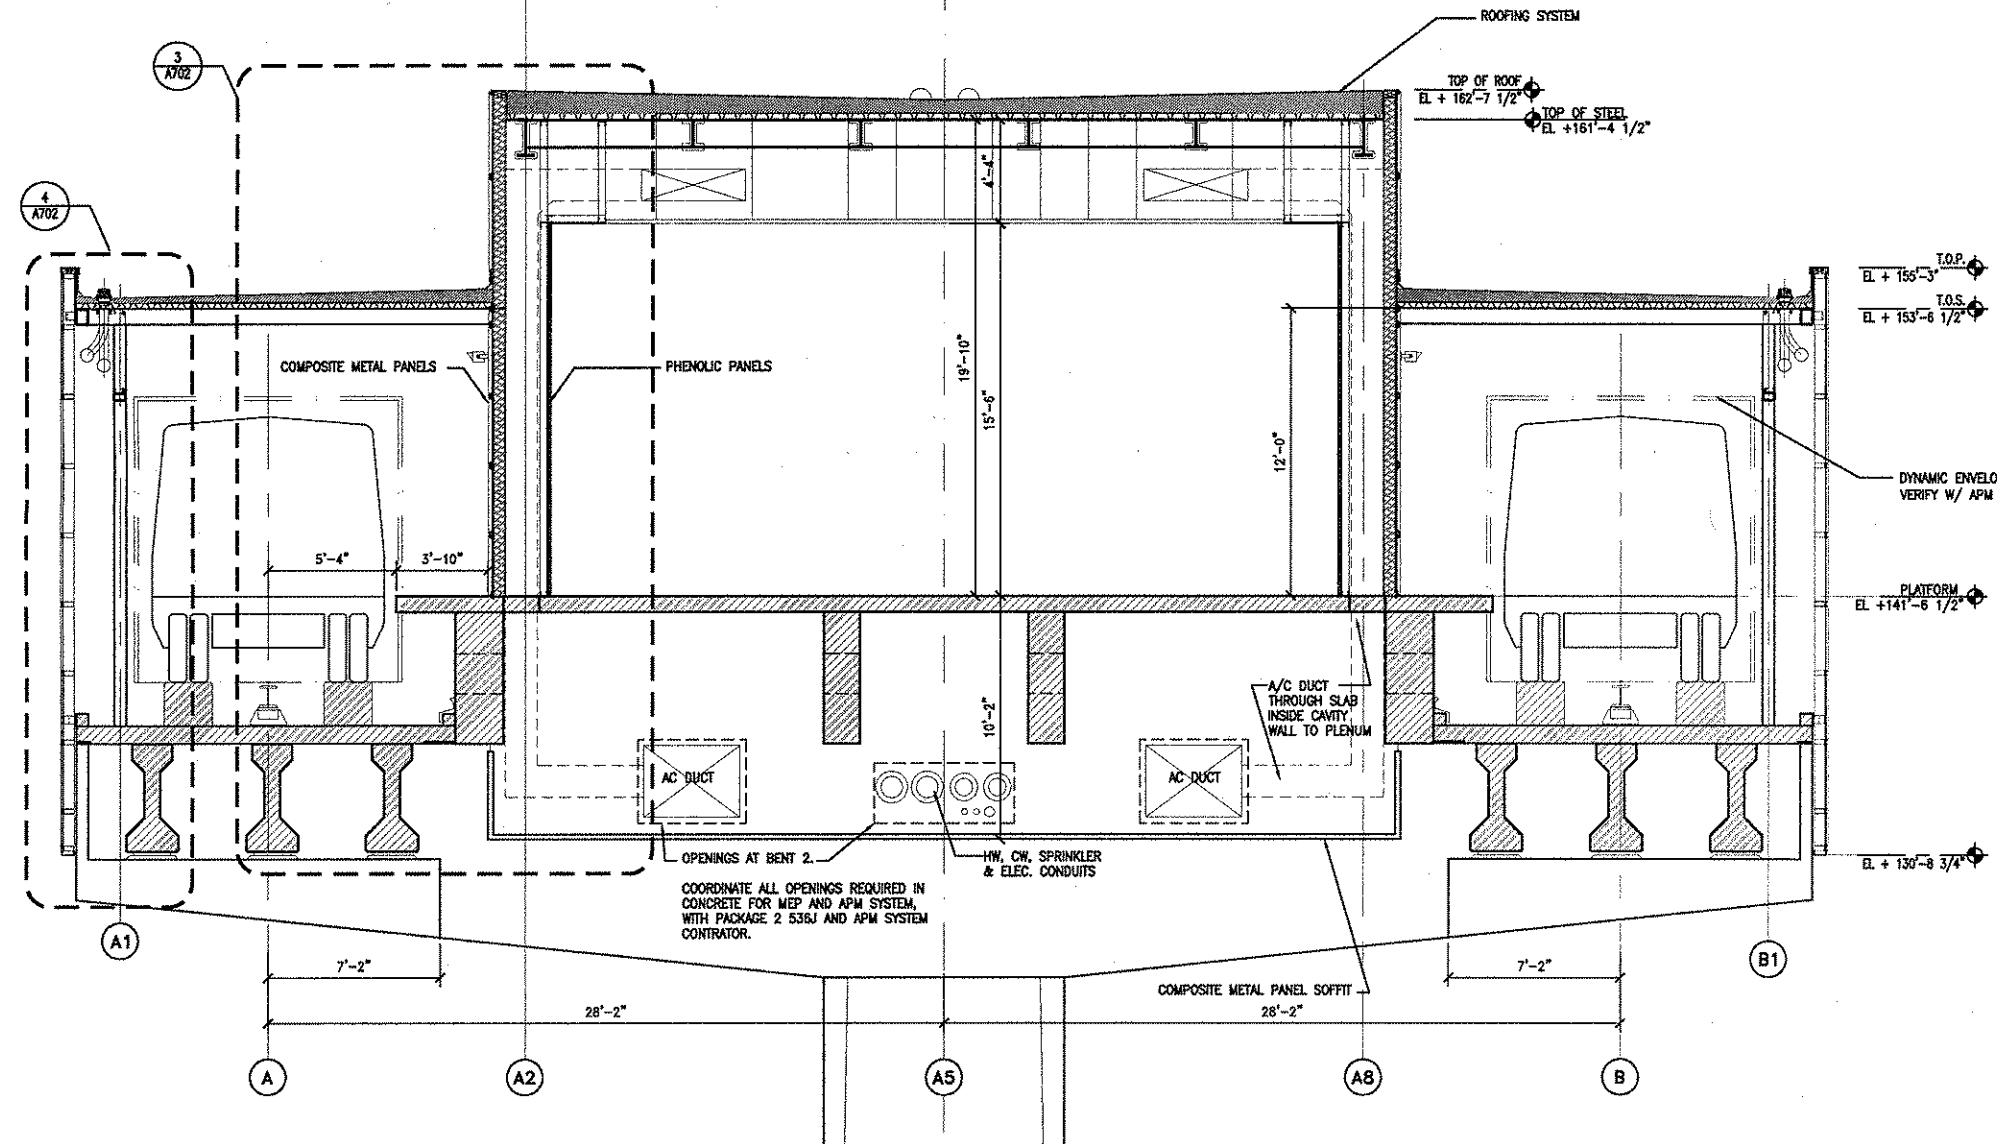 ROOFING SYSTEM
3
A702
TOP OF ROOF
EL + 162'-7 1/2"
TOP OF STEEL
EL +161'-4 1/2"
4'-4"
4
A702
T.O.P.
EL + 155'-3"
T.O.S.
EL + 153'-6 1/2"
COMPOSITE METAL PANELS
PHENOLIC PANELS
19'-10"
15'-6"
12'-0"
DYNAMIC ENVELO
VERIFY W/ APM
5'-4"
3'-10"
PLATFORM
EL +141'-6 1/2"
A/C DUCT
THROUGH SLAB
INSIDE CAVITY
WALL TO PLENUM
10'-2"
AC DUCT
AC DUCT
OPENINGS AT BENT 2.
HW, CW, SPRINKLER
& ELEC. CONDUITS
EL + 130'-8 3/4"
COORDINATE ALL OPENINGS REQUIRED IN
CONCRETE FOR MEP AND APM SYSTEM,
WITH PACKAGE 2 536J AND APM SYSTEM
CONTRATOR.
A1
B1
7'-2"
7'-2"
COMPOSITE METAL PANEL SOFFIT
28'-2"
28'-2"
A
A2
A5
A8
B